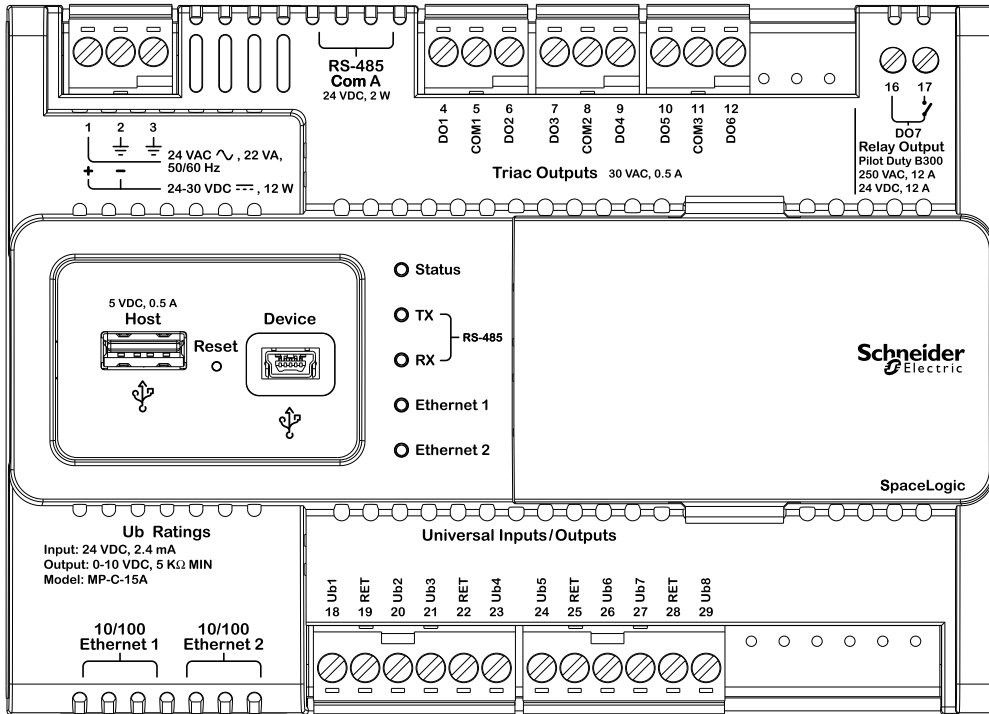 RS-485
Com A
24 VDC, 2 W
1 2 3
24 VAC ∿, 22 VA,
50/60 Hz
+ −
24-30 VDC ⎓, 12 W
4 5 6 7 8 9 10 11 12
DO1 COM1 DO2 DO3 COM2 DO4 DO5 COM3 DO6
Triac Outputs 30 VAC, 0.5 A
16 17
DO7
Relay Output
Pilot Duty B300
250 VAC, 12 A
24 VDC, 12 A
5 VDC, 0.5 A
Host
Reset
Device
Status
TX
RX
RS-485
Ethernet 1
Ethernet 2
Schneider
Electric
SpaceLogic
Ub Ratings
Input: 24 VDC, 2.4 mA
Output: 0-10 VDC, 5 KΩ MIN
Model: MP-C-15A
10/100
Ethernet 1
10/100
Ethernet 2
Universal Inputs/Outputs
Ub1 RET Ub2 Ub3 RET Ub4 Ub5 RET Ub6 Ub7 RET Ub8
18 19 20 21 22 23 24 25 26 27 28 29